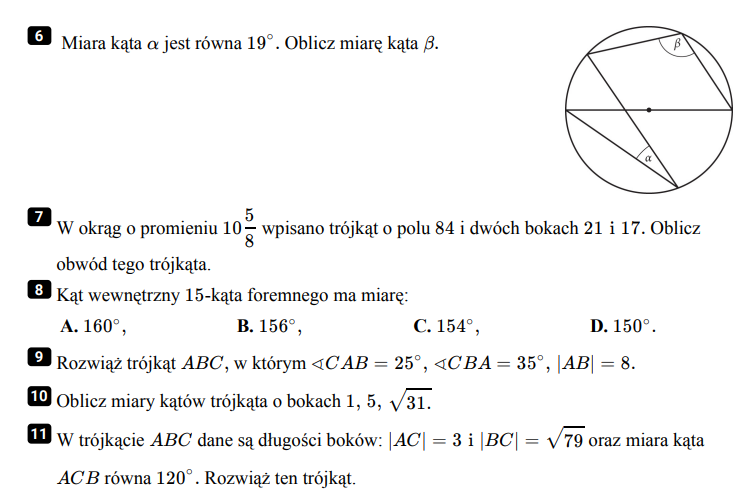 6 Miara kąta α jest równa 19°. Oblicz miarę kąta β.
β
α
7 W okrąg o promieniu 10 5/8 wpisano trójkąt o polu 84 i dwóch bokach 21 i 17. Oblicz
obwód tego trójkąta.
8 Kąt wewnętrzny 15-kąta foremnego ma miarę:
A. 160°, B. 156°, C. 154°, D. 150°.
9 Rozwiąż trójkąt ABC, w którym ∢CAB = 25°, ∢CBA = 35°, |AB| = 8.
10 Oblicz miary kątów trójkąta o bokach 1, 5, √31.
11 W trójkącie ABC dane są długości boków: |AC| = 3 i |BC| = √79 oraz miara kąta
ACB równa 120°. Rozwiąż ten trójkąt.